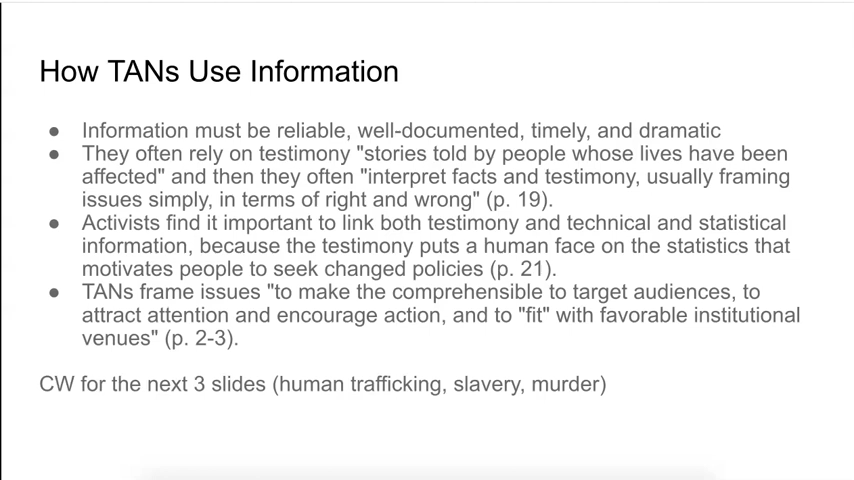 How TANs Use Information
● Information must be reliable, well-documented, timely, and dramatic
● They often rely on testimony "stories told by people whose lives have been
affected" and then they often "interpret facts and testimony, usually framing
issues simply, in terms of right and wrong" (p. 19).
● Activists find it important to link both testimony and technical and statistical
information, because the testimony puts a human face on the statistics that
motivates people to seek changed policies (p. 21).
● TANs frame issues "to make the comprehensible to target audiences, to
attract attention and encourage action, and to "fit" with favorable institutional
venues" (p. 2-3).
CW for the next 3 slides (human trafficking, slavery, murder)